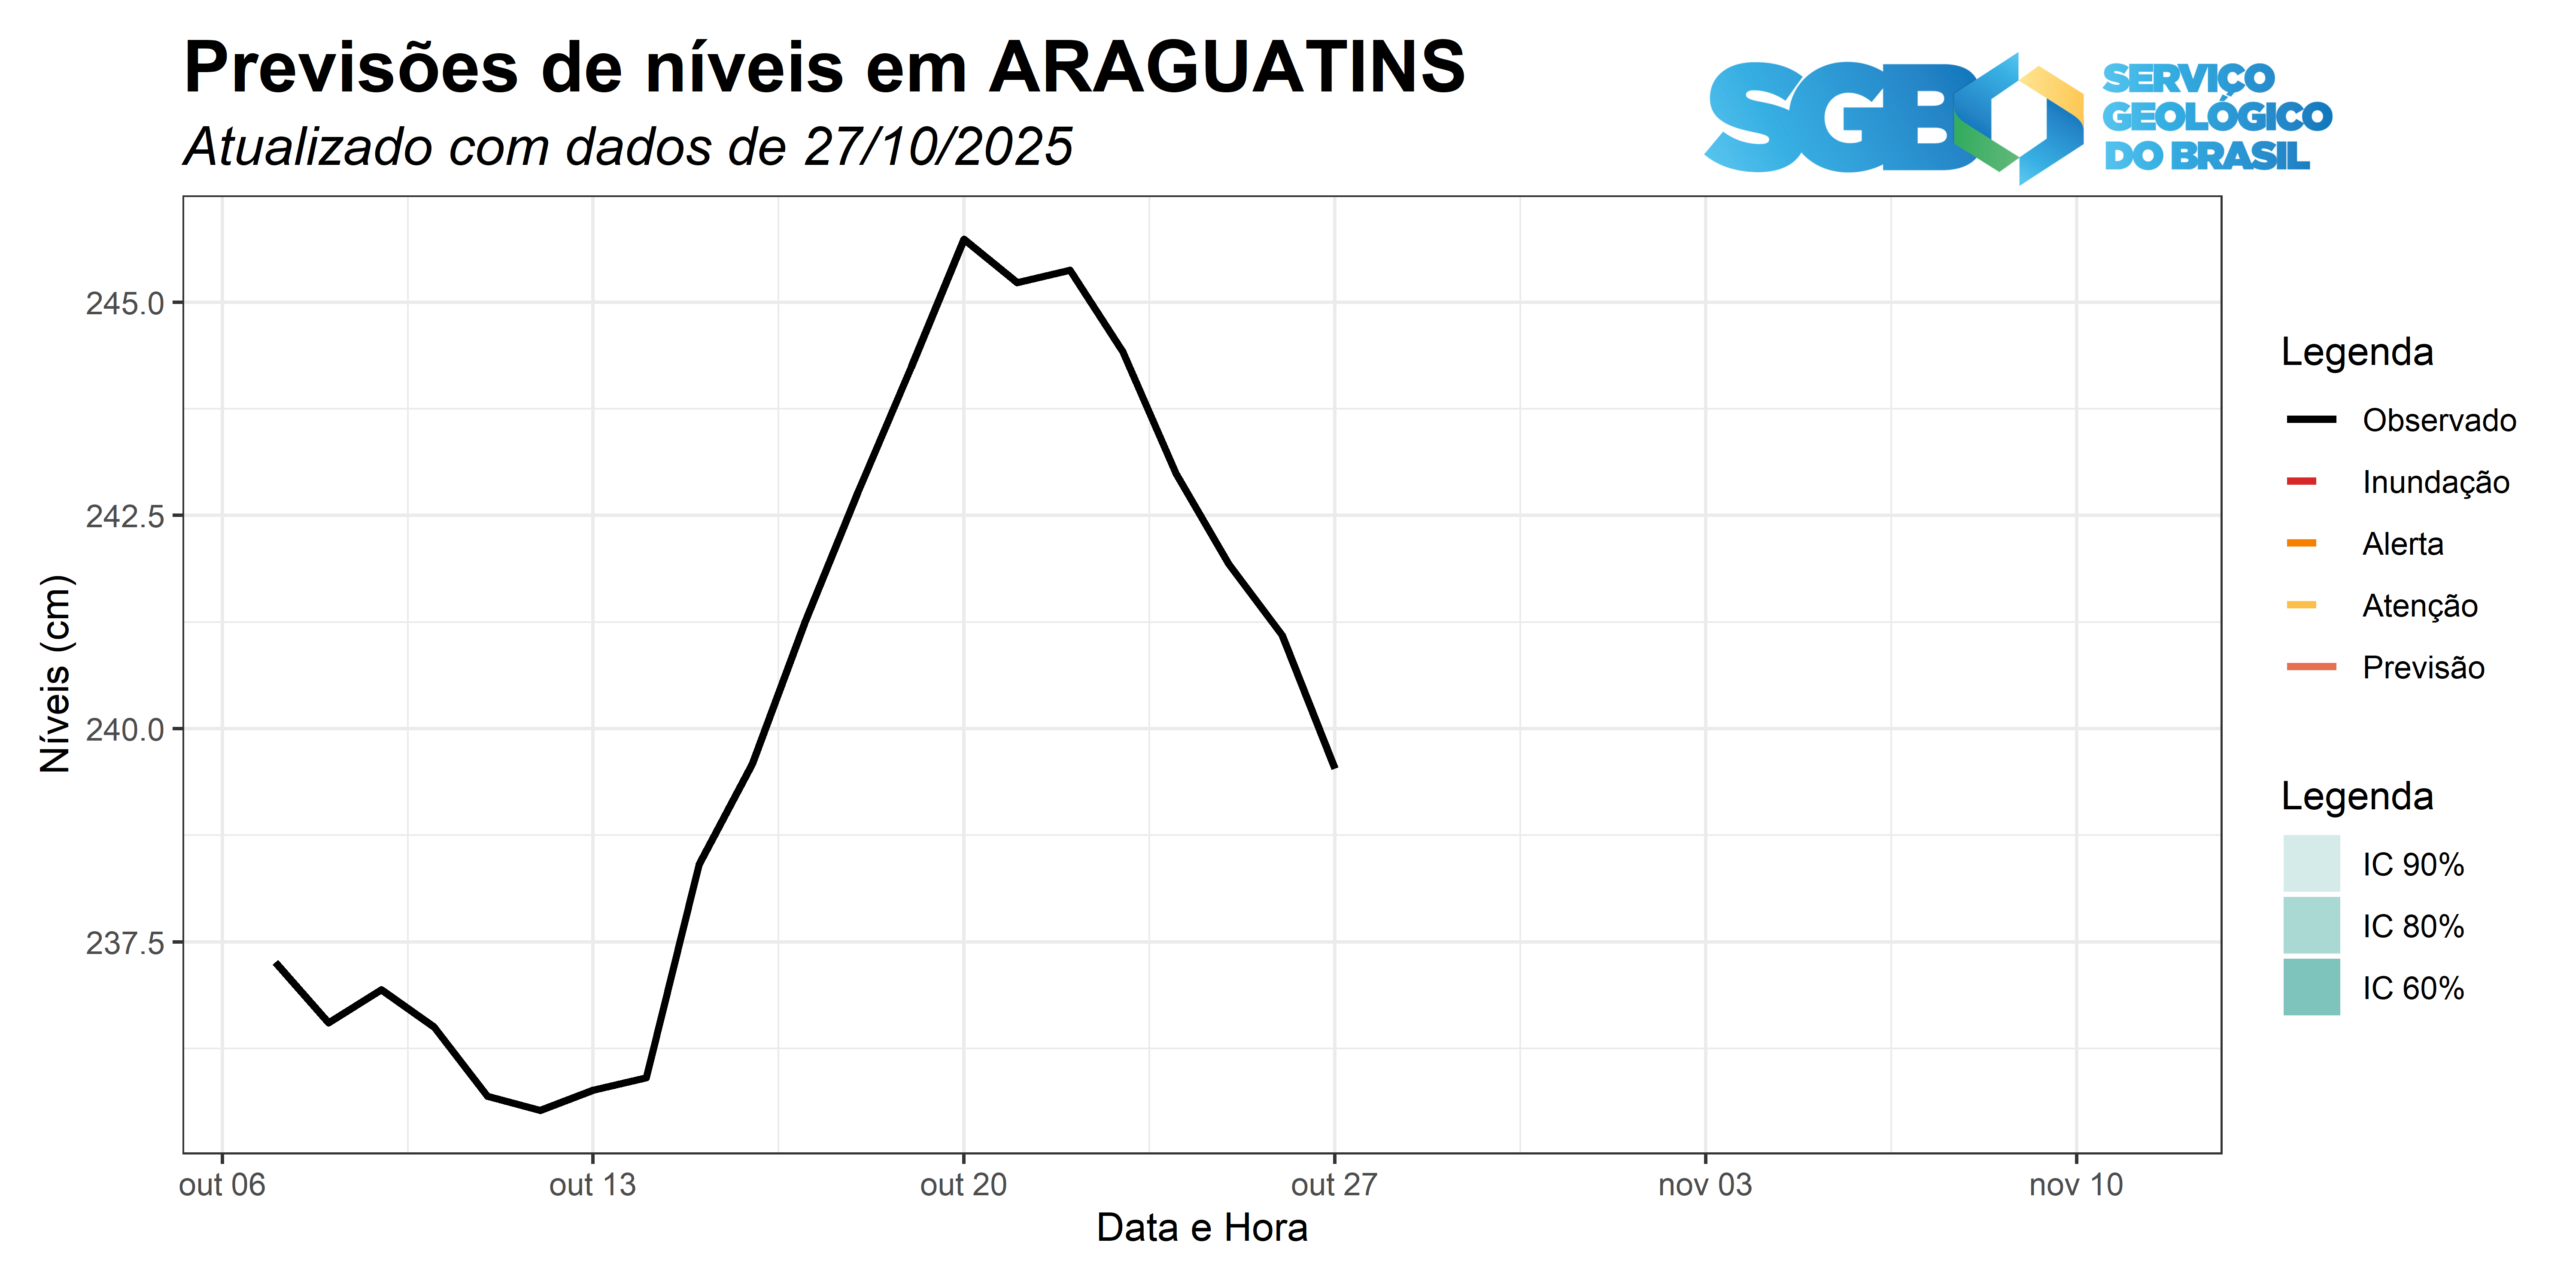 Previsões de níveis em ARAGUATINS
Atualizado com dados de 27/10/2025
SGB
SERVIÇO
GEOLÓGICO
DO BRASIL
Níveis (cm)
245.0
242.5
240.0
237.5
out 06
out 13
out 20
out 27
nov 03
nov 10
Data e Hora
Legenda
Observado
Inundação
Alerta
Atenção
Previsão
Legenda
IC 90%
IC 80%
IC 60%